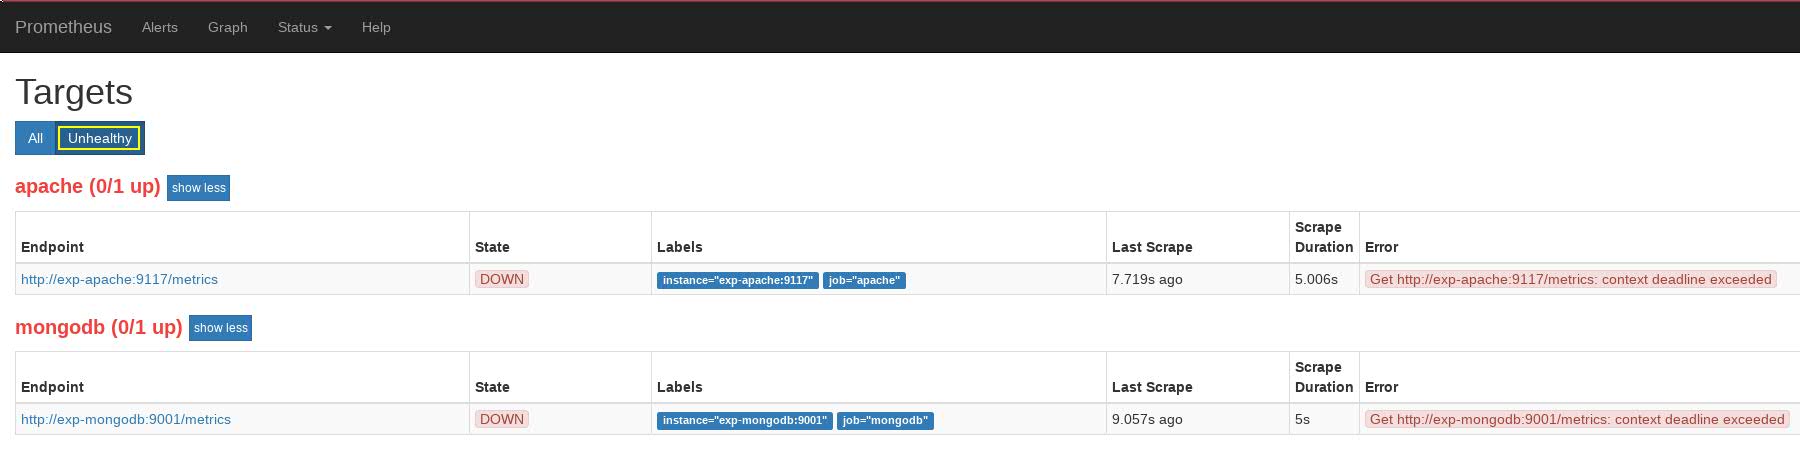 Prometheus Alerts Graph Status Help
Targets
All Unhealthy
apache (0/1 up) show less
Endpoint State Labels Last Scrape Scrape Duration Error
http://exp-apache:9117/metrics DOWN instance="exp-apache:9117" job="apache" 7.719s ago 5.006s Get http://exp-apache:9117/metrics: context deadline exceeded
mongodb (0/1 up) show less
Endpoint State Labels Last Scrape Scrape Duration Error
http://exp-mongodb:9001/metrics DOWN instance="exp-mongodb:9001" job="mongodb" 9.057s ago 5s Get http://exp-mongodb:9001/metrics: context deadline exceeded